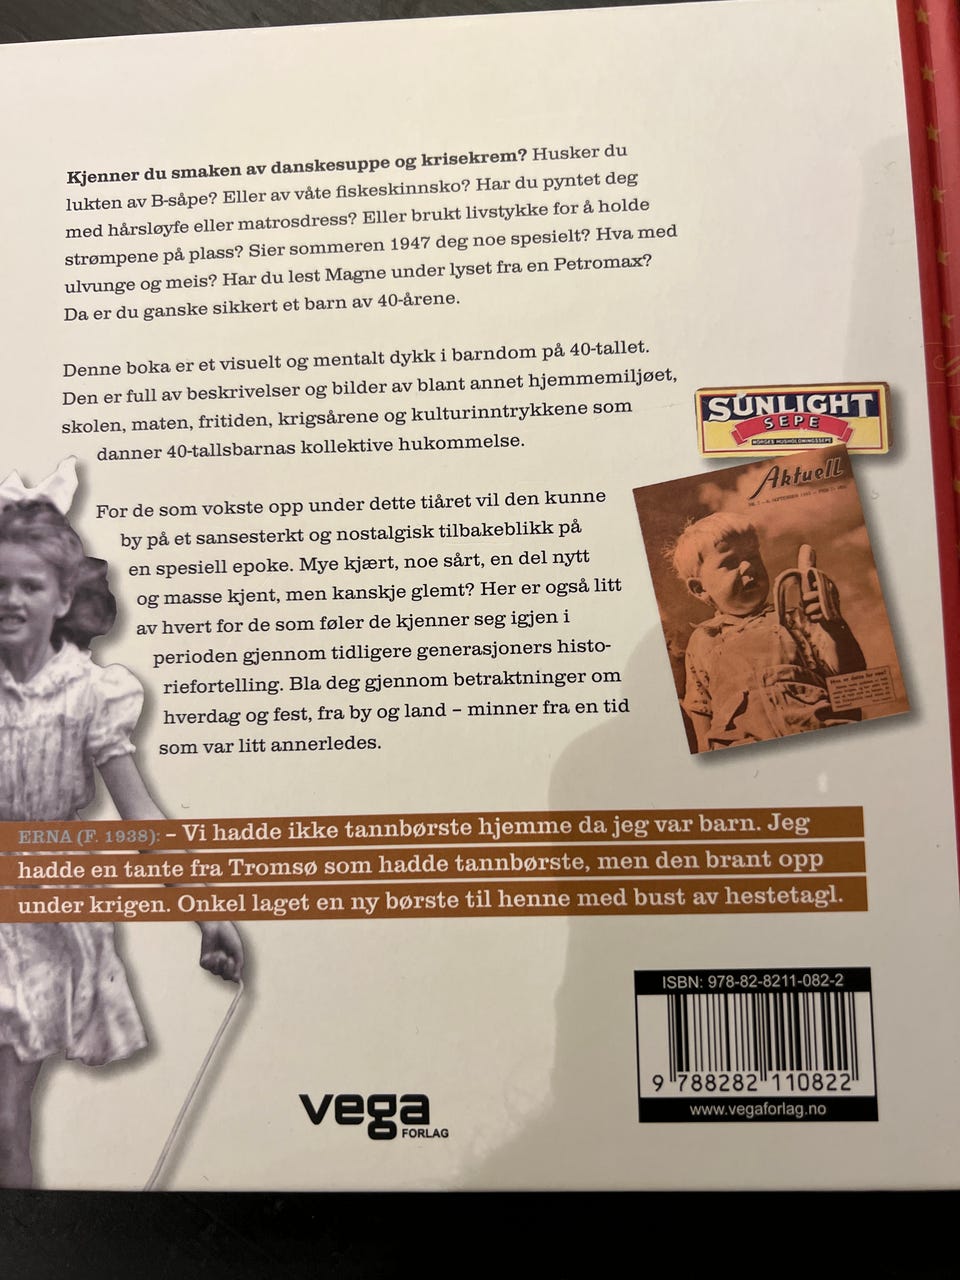 Kjenner du smaken av danskesuppe og krisekrem? Husker du
lukten av B-såpe? Eller av våte fiskeskinnsko? Har du pyntet deg
med hårsløyfe eller matrosdress? Eller brukt livstykke for å holde
strømpene på plass? Sier sommeren 1947 deg noe spesielt? Hva med
ulvunge og meis? Har du lest Magne under lyset fra en Petromax?
Da er du ganske sikkert et barn av 40-årene.
Denne boka er et visuelt og mentalt dykk i barndom på 40-tallet.
Den er full av beskrivelser og bilder av blant annet hjemmemiljøet,
skolen, maten, fritiden, krigsårene og kulturinntrykkene som
danner 40-tallsbarnas kollektive hukommelse.
SUNLIGHT
SEPE
NORGES HUSHOLDNINGSSEPE
Aktuell
For de som vokste opp under dette tiåret vil den kunne
by på et sansesterkt og nostalgisk tilbakeblikk på
en spesiell epoke. Mye kjært, noe sårt, en del nytt
og masse kjent, men kanskje glemt? Her er også litt
av hvert for de som føler de kjenner seg igjen i
perioden gjennom tidligere generasjoners histo-
riefortelling. Bla deg gjennom betraktninger om
hverdag og fest, fra by og land – minner fra en tid
som var litt annerledes.
ERNA (F. 1938): – Vi hadde ikke tannbørste hjemme da jeg var barn. Jeg
hadde en tante fra Tromsø som hadde tannbørste, men den brant opp
under krigen. Onkel laget en ny børste til henne med bust av hestetagl.
ISBN: 978-82-8211-082-2
9 788282 110822
www.vegaforlag.no
vega
FORLAG